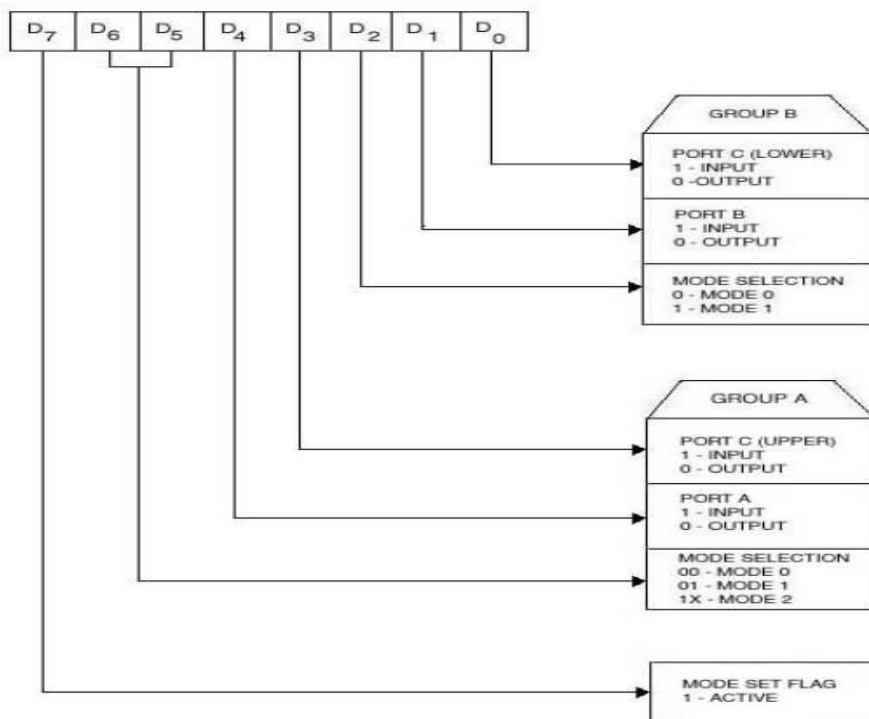 D7 D6 D5 D4 D3 D2 D1 D0
GROUP B
PORT C (LOWER)
1 - INPUT
0 -OUTPUT
PORT B
1 - INPUT
0 - OUTPUT
MODE SELECTION
0 - MODE 0
1 - MODE 1
GROUP A
PORT C (UPPER)
1 - INPUT
0 - OUTPUT
PORT A
1 - INPUT
0 - OUTPUT
MODE SELECTION
00 - MODE 0
01 - MODE 1
1X - MODE 2
MODE SET FLAG
1 - ACTIVE